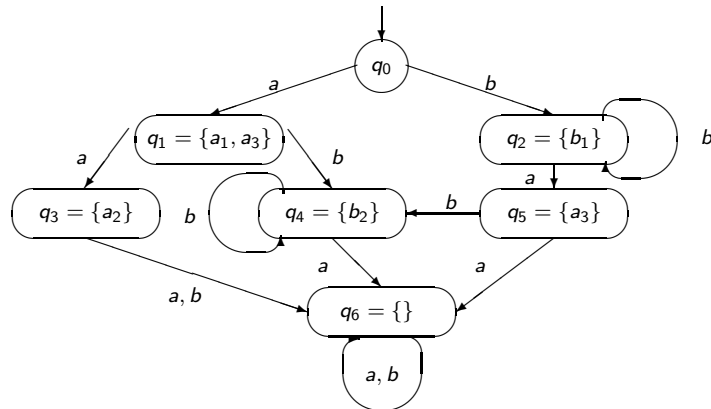 q₀
a
b
q₁ = {a₁, a₃}
q₂ = {b₁}
b
a
b
a
q₃ = {a₂}
b
q₄ = {b₂}
b
q₅ = {a₃}
a
a
a, b
q₆ = {}
a, b